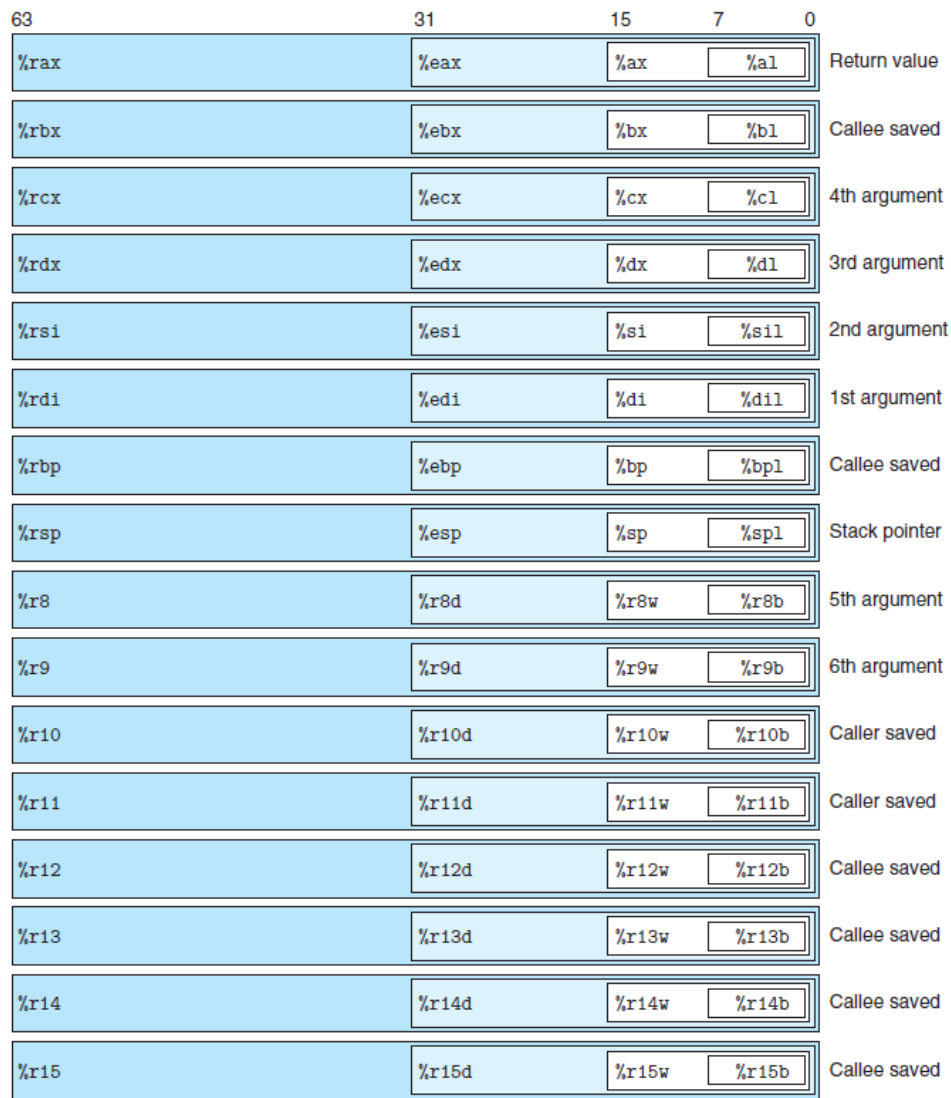 63 31 15 7 0
%rax %eax %ax %al Return value
%rbx %ebx %bx %bl Callee saved
%rcx %ecx %cx %cl 4th argument
%rdx %edx %dx %dl 3rd argument
%rsi %esi %si %sil 2nd argument
%rdi %edi %di %dil 1st argument
%rbp %ebp %bp %bpl Callee saved
%rsp %esp %sp %spl Stack pointer
%r8 %r8d %r8w %r8b 5th argument
%r9 %r9d %r9w %r9b 6th argument
%r10 %r10d %r10w %r10b Caller saved
%r11 %r11d %r11w %r11b Caller saved
%r12 %r12d %r12w %r12b Callee saved
%r13 %r13d %r13w %r13b Callee saved
%r14 %r14d %r14w %r14b Callee saved
%r15 %r15d %r15w %r15b Callee saved